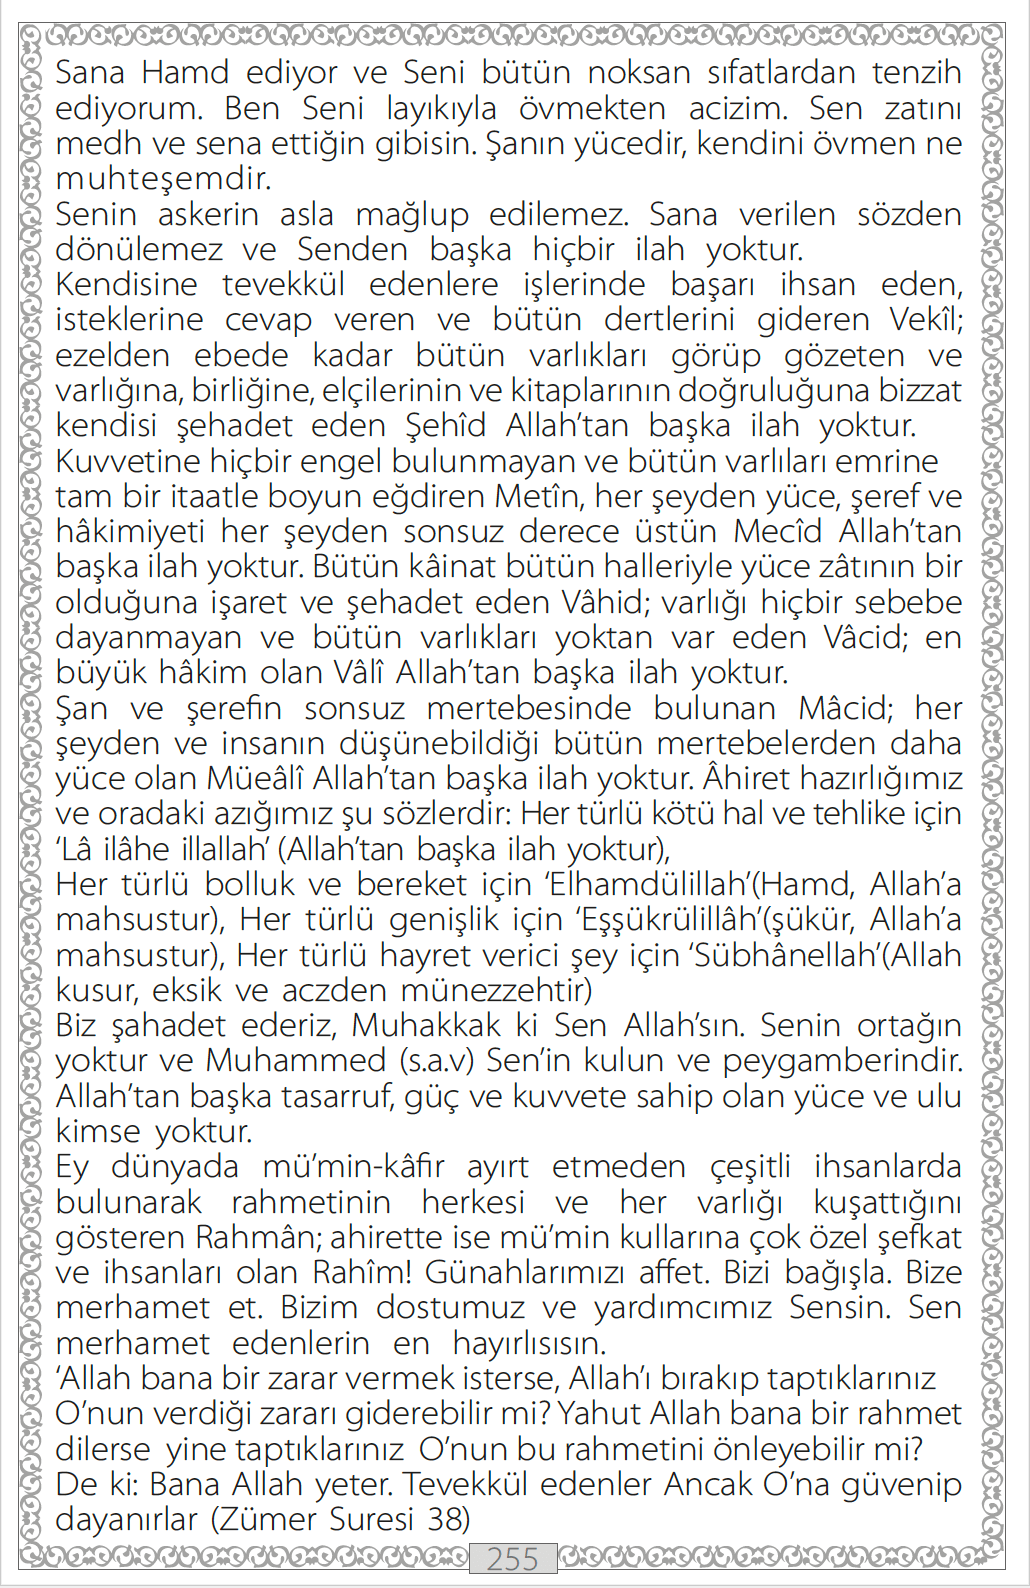 Sana Hamd ediyor ve Seni bütün noksan sıfatlardan tenzih
ediyorum. Ben Seni layıkıyla övmekten acizim. Sen zatını
medh ve sena ettiğin gibisin. Şanın yücedir, kendini övmen ne
muhteşemdir.
Senin askerin asla mağlup edilemez. Sana verilen sözden
dönülemez ve Senden başka hiçbir ilah yoktur.
Kendisine tevekkül edenlere işlerinde başarı ihsan eden,
isteklerine cevap veren ve bütün dertlerini gideren Vekîl;
ezelden ebede kadar bütün varlıkları görüp gözeten ve
varlığına, birliğine, elçilerinin ve kitaplarının doğruluğuna bizzat
kendisi şehadet eden Şehîd Allah’tan başka ilah yoktur.
Kuvvetine hiçbir engel bulunmayan ve bütün varlıları emrine
tam bir itaatle boyun eğdiren Metîn, her şeyden yüce, şeref ve
hâkimiyeti her şeyden sonsuz derece üstün Mecîd Allah’tan
başka ilah yoktur. Bütün kâinat bütün halleriyle yüce zâtının bir
olduğuna işaret ve şehadet eden Vâhid; varlığı hiçbir sebebe
dayanmayan ve bütün varlıkları yoktan var eden Vâcid; en
büyük hâkim olan Vâlî Allah’tan başka ilah yoktur.
Şan ve şerefin sonsuz mertebesinde bulunan Mâcid; her
şeyden ve insanın düşünebildiği bütün mertebelerden daha
yüce olan Müeâlî Allah’tan başka ilah yoktur. Âhiret hazırlığımız
ve oradaki azığımız şu sözlerdir: Her türlü kötü hal ve tehlike için
‘Lâ ilâhe illallah’ (Allah’tan başka ilah yoktur),
Her türlü bolluk ve bereket için ‘Elhamdülillah’(Hamd, Allah’a
mahsustur), Her türlü genişlik için ‘Eşşükrülillâh’(şükür, Allah’a
mahsustur), Her türlü hayret verici şey için ‘Sübhânellah’(Allah
kusur, eksik ve aczden münezzehtir)
Biz şahadet ederiz, Muhakkak ki Sen Allah’sın. Senin ortağın
yoktur ve Muhammed (s.a.v) Sen’in kulun ve peygamberindir.
Allah’tan başka tasarruf, güç ve kuvvete sahip olan yüce ve ulu
kimse yoktur.
Ey dünyada mü’min-kâfir ayırt etmeden çeşitli ihsanlarda
bulunarak rahmetinin herkesi ve her varlığı kuşattığını
gösteren Rahmân; ahirette ise mü’min kullarına çok özel şefkat
ve ihsanları olan Rahîm! Günahlarımızı affet. Bizi bağışla. Bize
merhamet et. Bizim dostumuz ve yardımcımız Sensin. Sen
merhamet edenlerin en hayırlısısın.
‘Allah bana bir zarar vermek isterse, Allah’ı bırakıp taptıklarınız
O’nun verdiği zararı giderebilir mi? Yahut Allah bana bir rahmet
dilerse yine taptıklarınız O’nun bu rahmetini önleyebilir mi?
De ki: Bana Allah yeter. Tevekkül edenler Ancak O’na güvenip
dayanırlar (Zümer Suresi 38)
255